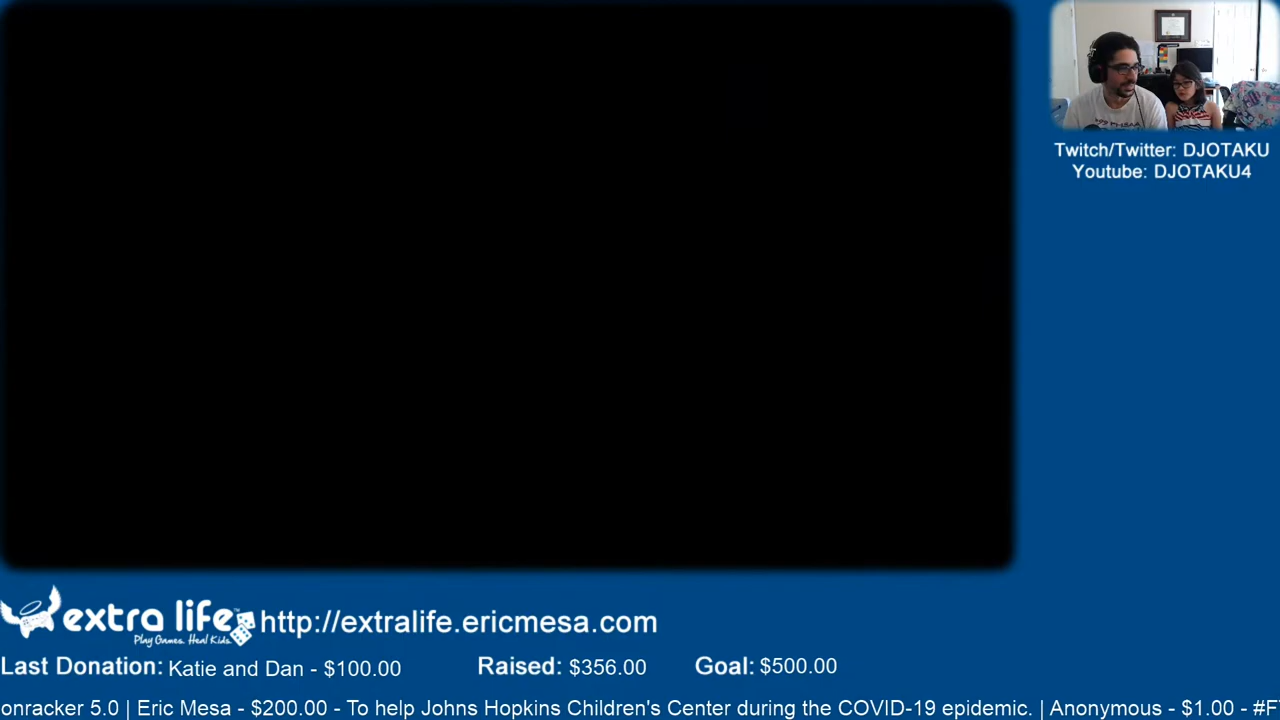 Twitch/Twitter: DJOTAKU
Youtube: DJOTAKU4
extra life
Play Games. Heal Kids.
http://extralife.ericmesa.com
Last Donation: Katie and Dan - $100.00 Raised: $356.00 Goal: $500.00
onracker 5.0 | Eric Mesa - $200.00 - To help Johns Hopkins Children's Center during the COVID-19 epidemic. | Anonymous - $1.00 - #F